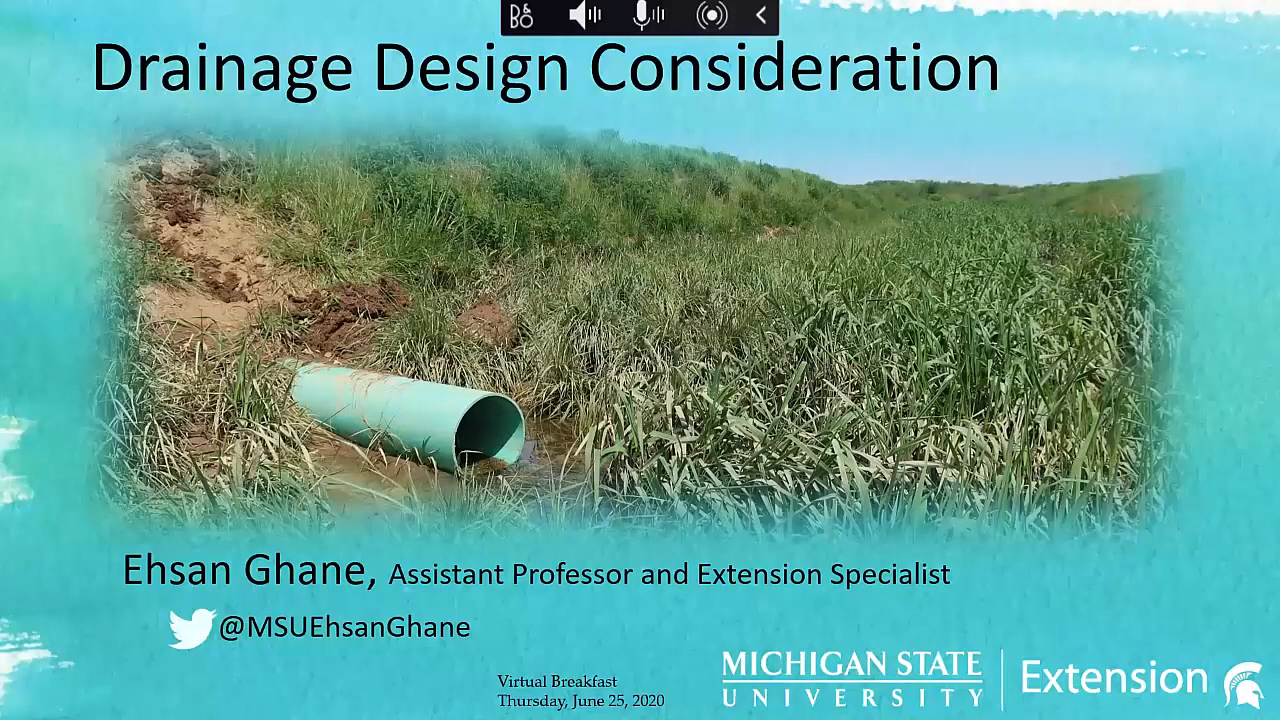 B&O
Drainage Design Consideration
Ehsan Ghane, Assistant Professor and Extension Specialist
@MSUEhsanGhane
Virtual Breakfast
Thursday, June 25, 2020
MICHIGAN STATE
UNIVERSITY
Extension